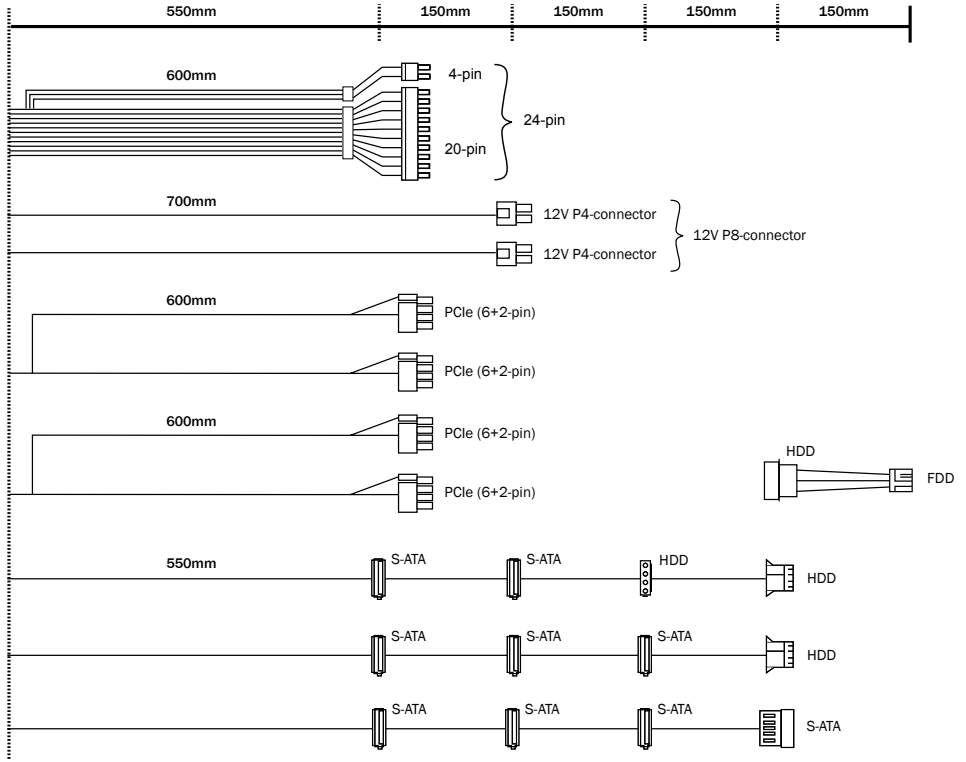 550mm 150mm 150mm 150mm 150mm
600mm 4-pin
24-pin
20-pin
700mm
12V P4-connector
12V P8-connector
12V P4-connector
600mm
PCIe (6+2-pin)
PCIe (6+2-pin)
600mm
PCIe (6+2-pin)
HDD
FDD
PCIe (6+2-pin)
550mm S-ATA S-ATA HDD
HDD
S-ATA S-ATA S-ATA
HDD
S-ATA S-ATA S-ATA
S-ATA